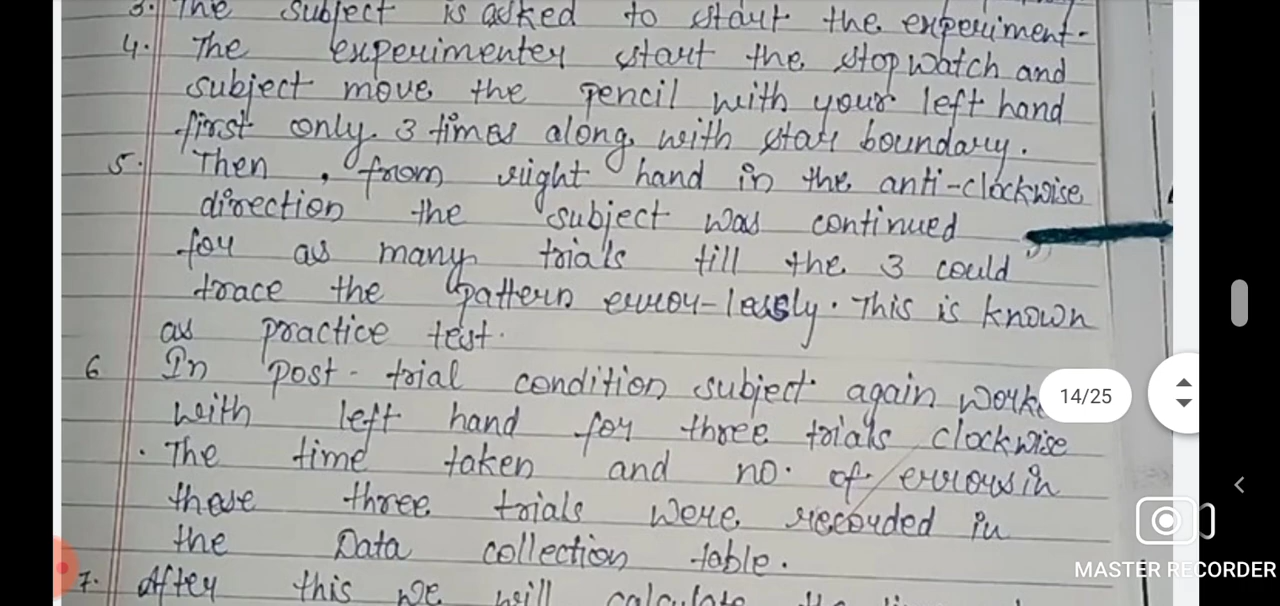 3. The subject is asked to start the experiment.
4. The experimenter start the stopwatch and
subject move the pencil with your left hand
first only 3 times along with star boundary.
5. Then, from right hand in the anti-clockwise
direction the subject was continued
for as many trials till the 3 could
trace the pattern error-lessly. This is known
as practice test.
6 In post-trial condition subject again work
with left hand for three trials clockwise
. The time taken and no. of errors in
these three trials were recorded in
the Data collection table.
7. After this we will calculate the
14/25
MASTER RECORDER